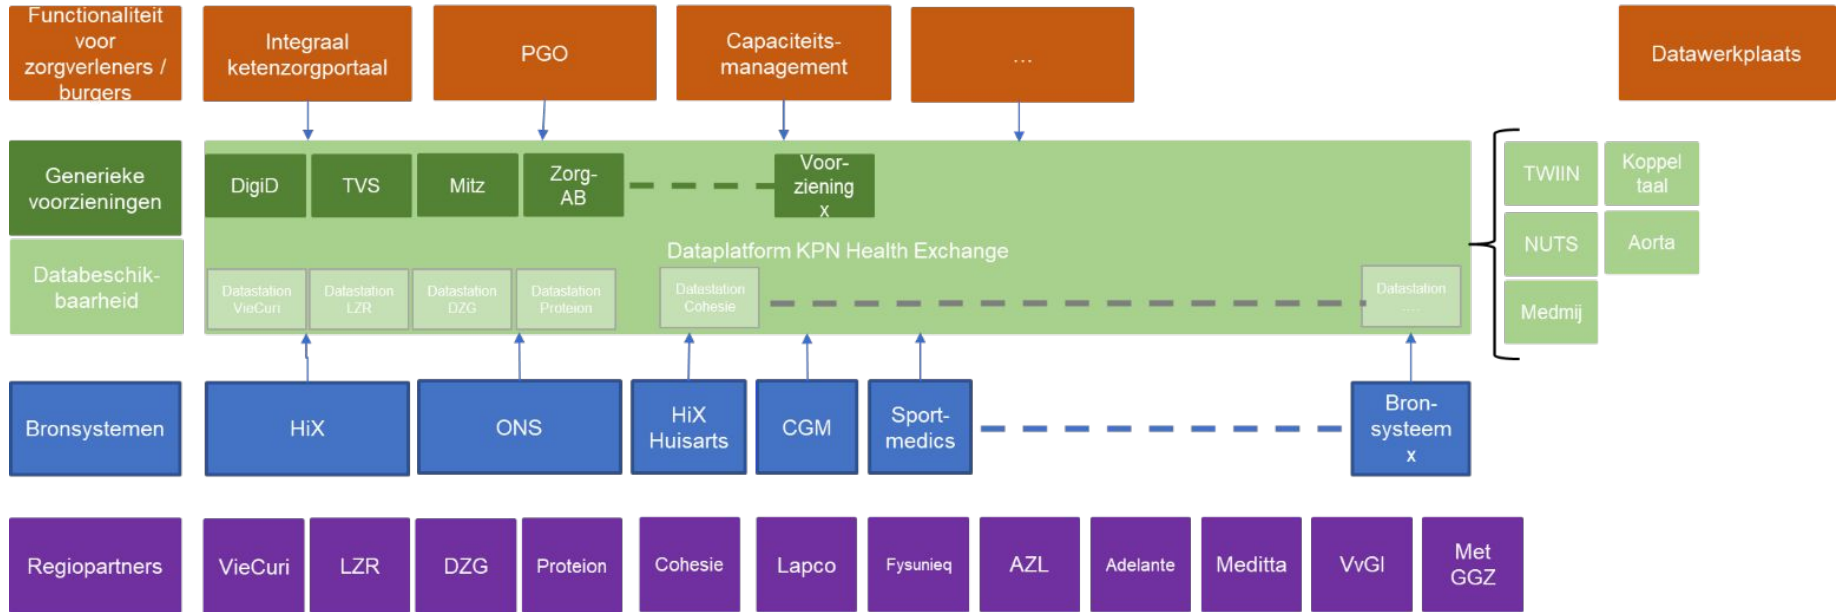 Functionaliteit
voor
zorgverleners /
burgers
Integraal
ketenzorgportaal
PGO
Capaciteits-
management
...
Datawerkplaats
Generieke
voorzieningen
DigiD
TVS
Mitz
Zorg-
AB
Voor-
ziening
x
TWIIN
Koppel
taal
NUTS
Aorta
Medmij
Databeschik-
baarheid
Dataplatform KPN Health Exchange
Datastation
VieCuri
Datastation
LZR
Datastation
DZG
Datastation
Proteion
Datastation
Cohesie
Datastation
.....
Bronsystemen
HiX
ONS
HiX
Huisarts
CGM
Sport-
medics
Bron-
systeem
x
Regiopartners
VieCuri
LZR
DZG
Proteion
Cohesie
Lapco
Fysunieq
AZL
Adelante
Meditta
VvGI
Met
GGZ